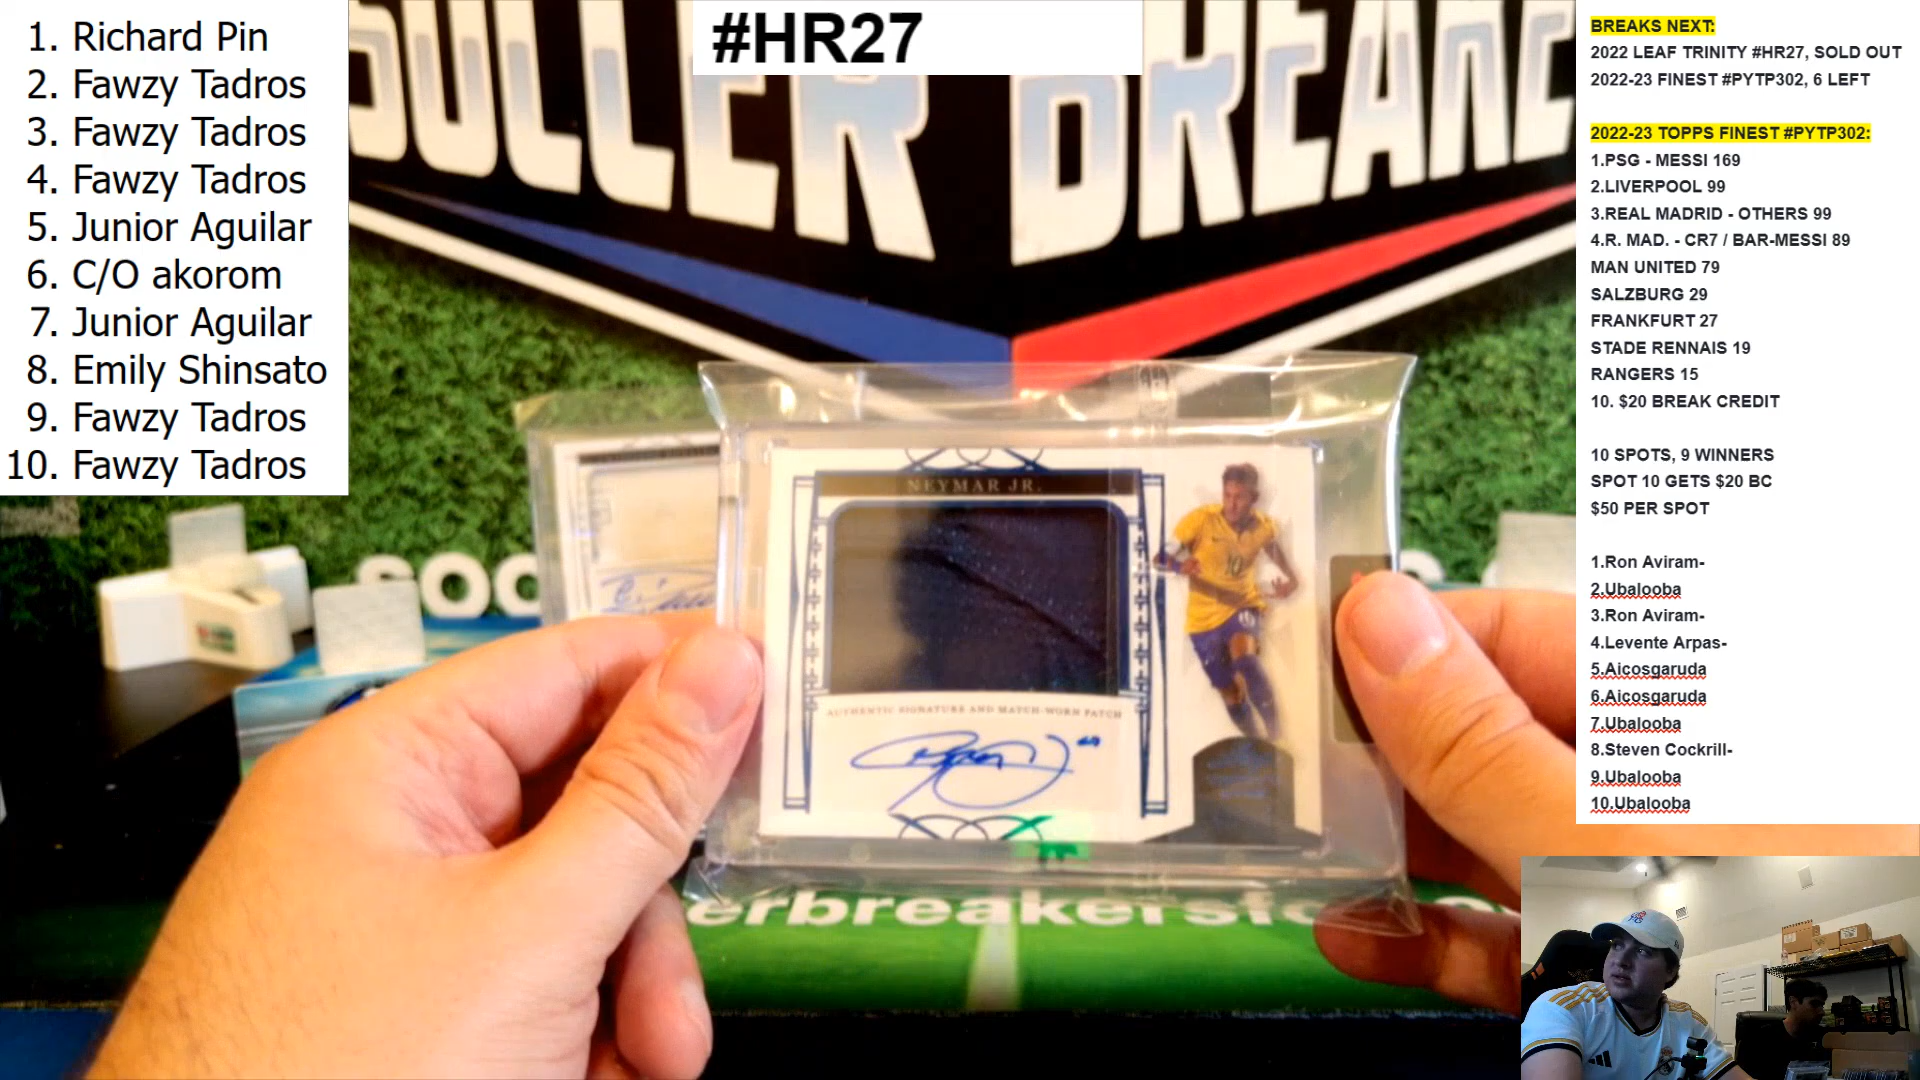 1. Richard Pin
2. Fawzy Tadros
3. Fawzy Tadros
4. Fawzy Tadros
5. Junior Aguilar
6. C/O akorom
7. Junior Aguilar
8. Emily Shinsato
9. Fawzy Tadros
10. Fawzy Tadros
#HR27
SOCCER BREAKE
NEYMAR JR.
10
AUTHENTIC SIGNATURE AND MATCH-WORN PATCH
SOC
erbreakersfo
BREAKS NEXT:
2022 LEAF TRINITY #HR27, SOLD OUT
2022-23 FINEST #PYTP302, 6 LEFT
2022-23 TOPPS FINEST #PYTP302:
1.PSG - MESSI 169
2.LIVERPOOL 99
3.REAL MADRID - OTHERS 99
4.R. MAD. - CR7 / BAR-MESSI 89
MAN UNITED 79
SALZBURG 29
FRANKFURT 27
STADE RENNAIS 19
RANGERS 15
10. $20 BREAK CREDIT
10 SPOTS, 9 WINNERS
SPOT 10 GETS $20 BC
$50 PER SPOT
1.Ron Aviram-
2.Ubalooba
3.Ron Aviram-
4.Levente Arpas-
5.Aicosgaruda
6.Aicosgaruda
7.Ubalooba
8.Steven Cockrill-
9.Ubalooba
10.Ubalooba